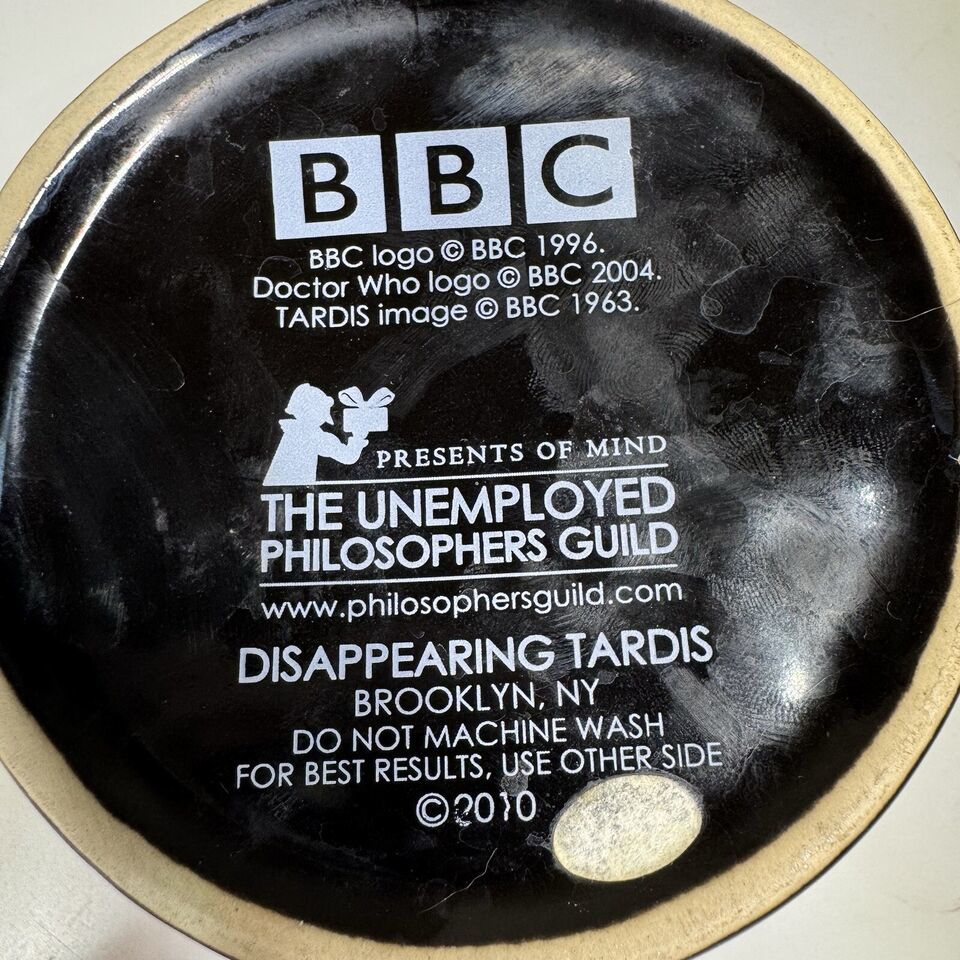 BBC
BBC logo © BBC 1996.
Doctor Who logo © BBC 2004.
TARDIS image © BBC 1963.
PRESENTS OF MIND
THE UNEMPLOYED
PHILOSOPHERS GUILD
www.philosophersguild.com
DISAPPEARING TARDIS
BROOKLYN, NY
DO NOT MACHINE WASH
FOR BEST RESULTS, USE OTHER SIDE
©2010